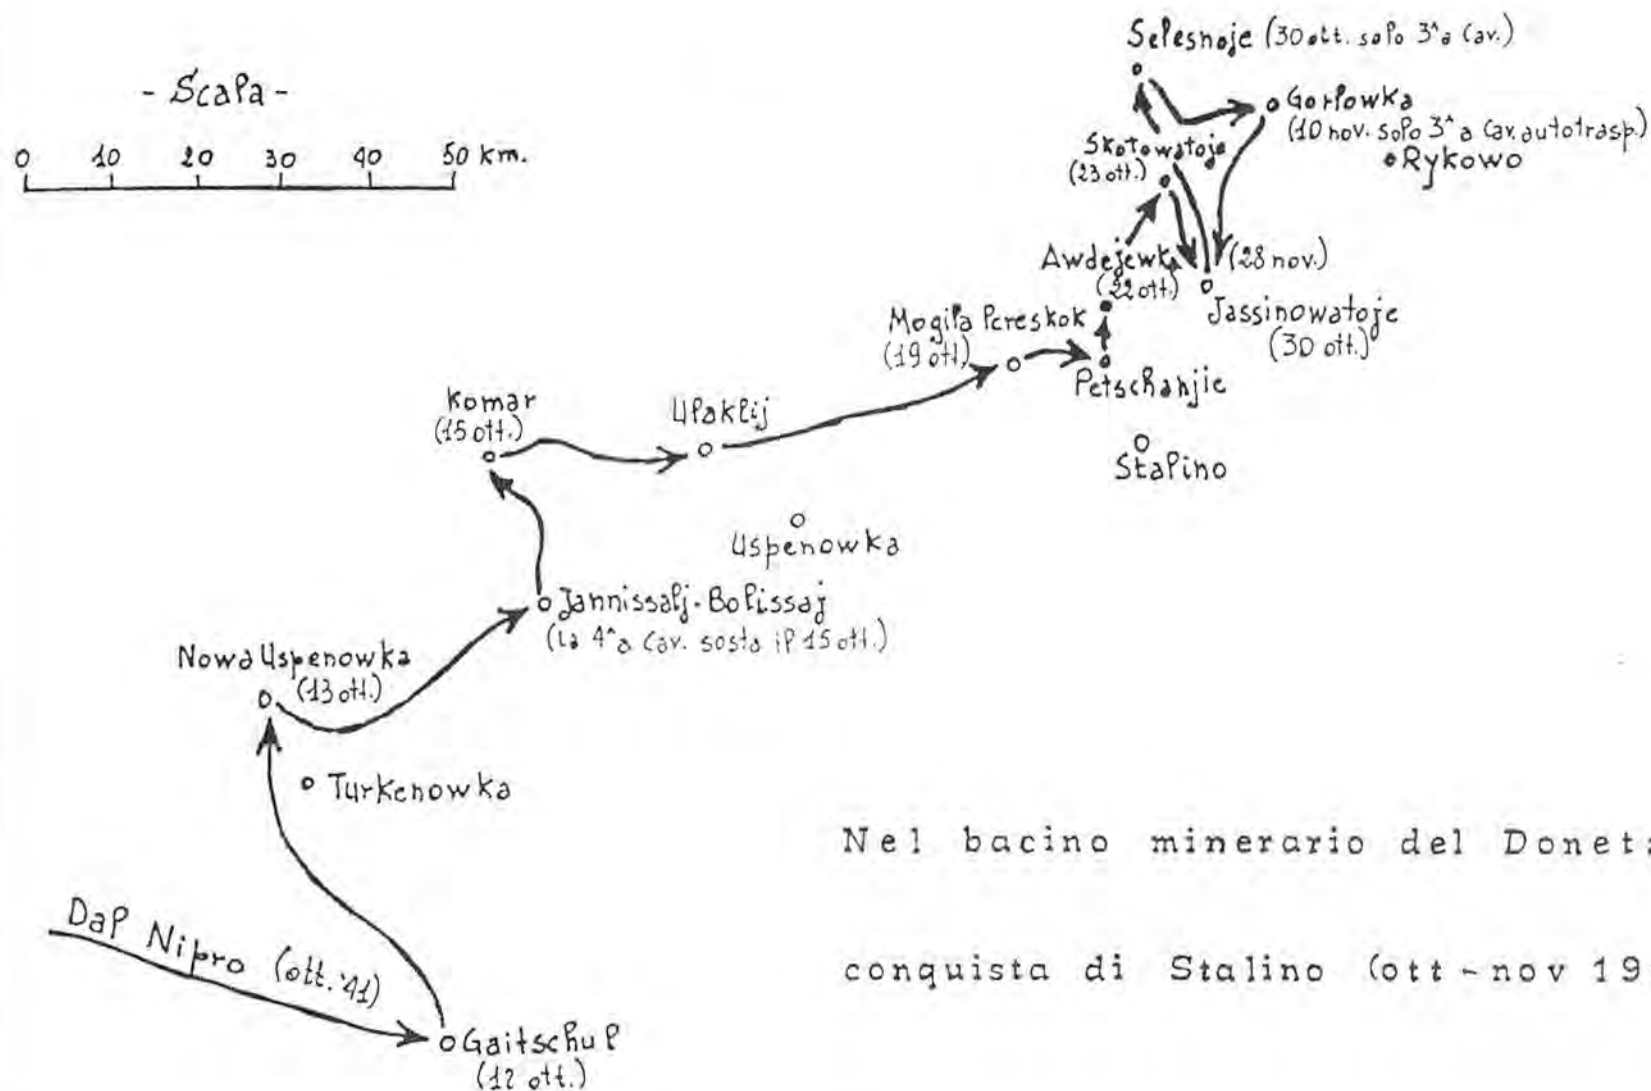 - Scala -
0 10 20 30 40 50 km.
Selesnoje (30 ott. solo 3^a Cav.)
Gorlowka
(10 nov. solo 3^a Cav. autotrasp.)
Rykowo
Skotowatoje
(23 ott.)
Awdejewka
(22 ott.)
(28 nov.)
Jassinowatoje
(30 ott.)
Mogila Pereskok
(19 ott)
Petschanjie
Komar
(15 ott.)
Ulaklij
Stalino
Uspenowka
Jannissalj-Bolissaj
(la 4^a Cav. sosta il 15 ott.)
Nowa Uspenowka
(13 ott.)
Turkenowka
Dal Nipro (ott. '41)
Gaitschul
(12 ott.)
Nel bacino minerario del Donet
conquista di Stalino (ott-nov 19